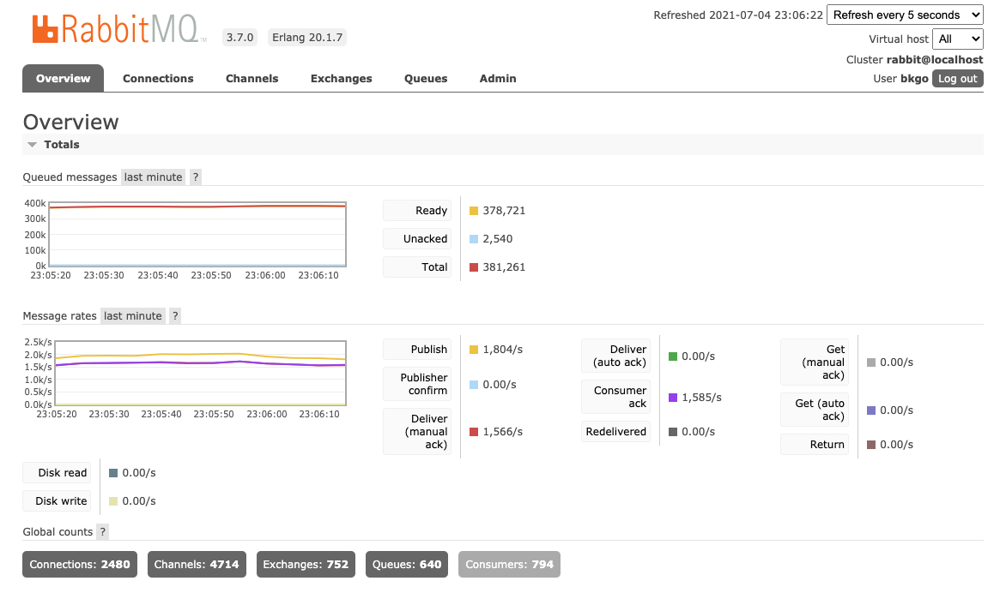 RabbitMQ TM 3.7.0 Erlang 20.1.7
Refreshed 2021-07-04 23:06:22 Refresh every 5 seconds
Virtual host All
Cluster rabbit@localhost
User bkgo Log out
Overview Connections Channels Exchanges Queues Admin
Overview
Totals
Queued messages last minute ?
400k
300k
200k
100k
0k
23:05:20 23:05:30 23:05:40 23:05:50 23:06:00 23:06:10
Ready 378,721
Unacked 2,540
Total 381,261
Message rates last minute ?
2.5k/s
2.0k/s
1.5k/s
1.0k/s
0.5k/s
0.0k/s
23:05:20 23:05:30 23:05:40 23:05:50 23:06:00 23:06:10
Publish 1,804/s
Publisher
confirm 0.00/s
Deliver
(manual 1,566/s
ack)
Deliver
(auto ack) 0.00/s
Consumer
ack 1,585/s
Redelivered 0.00/s
Get
(manual 0.00/s
ack)
Get (auto
ack) 0.00/s
Return 0.00/s
Disk read 0.00/s
Disk write 0.00/s
Global counts ?
Connections: 2480 Channels: 4714 Exchanges: 752 Queues: 640 Consumers: 794